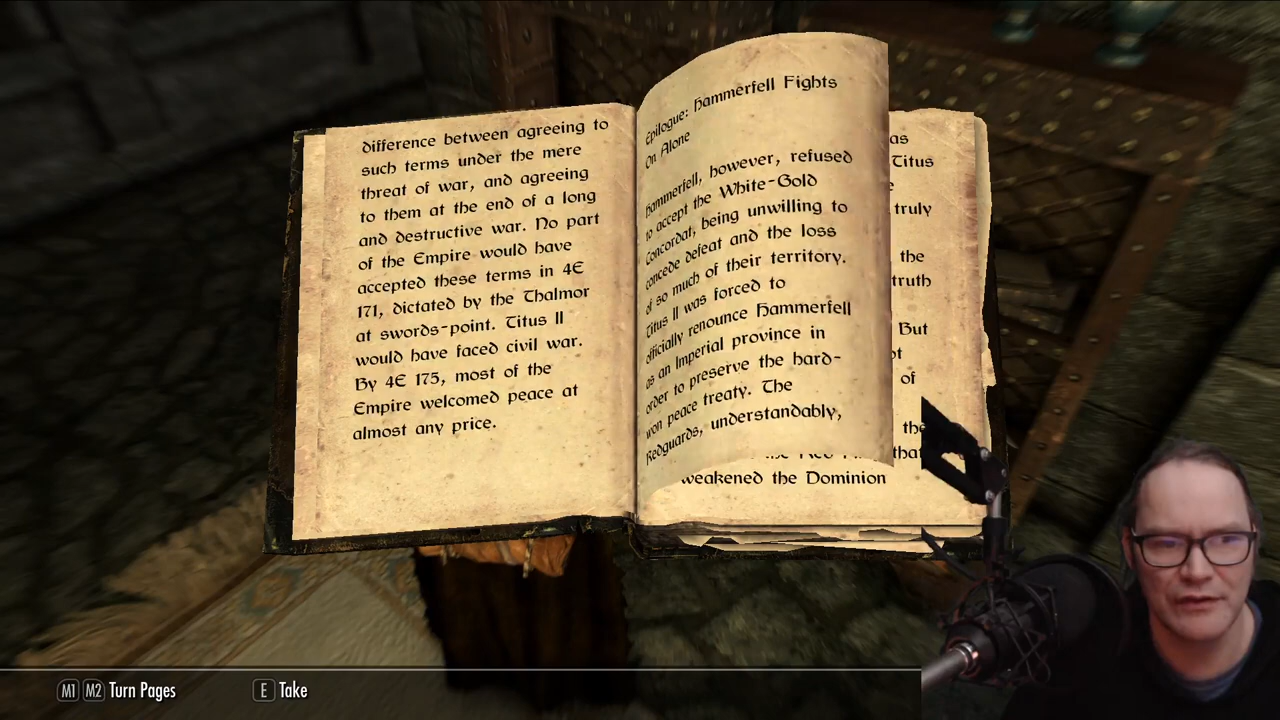 difference between agreeing to
such terms under the mere
threat of war, and agreeing
to them at the end of a long
and destructive war. No part
of the Empire would have
accepted these terms in 4E
171, dictated by the Thalmor
at swords-point. Titus II
would have faced civil war.
By 4E 175, most of the
Empire welcomed peace at
almost any price.
Epilogue: Hammerfell Fights
On Alone
Hammerfell, however, refused
to accept the White-Gold
Concordat, being unwilling to
concede defeat and the loss
of so much of their territory.
Titus II was forced to
officially renounce Hammerfell
as an Imperial province in
order to preserve the hard-
won peace treaty. The
Redguards, understandably,
as
Titus
truly
the
truth
But
of
the
that
weakened the Dominion
M1 M2 Turn Pages
E Take